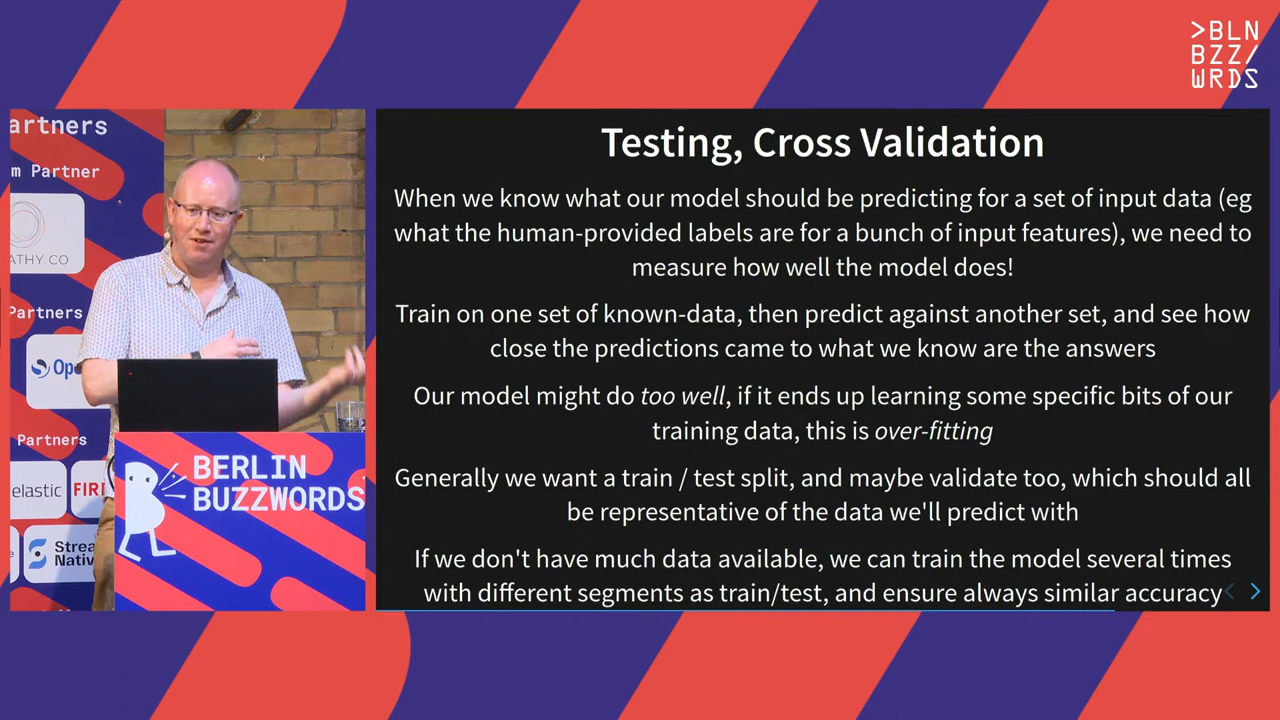 >BLN
BZZ/
WRDS
artners
m Partner
ATHY.CO
Partners
Ope
Partners
elastic
FIRE
Strea
Nativ
BERLIN
BUZZWORDS
Testing, Cross Validation
When we know what our model should be predicting for a set of input data (eg
what the human-provided labels are for a bunch of input features), we need to
measure how well the model does!
Train on one set of known-data, then predict against another set, and see how
close the predictions came to what we know are the answers
Our model might do too well, if it ends up learning some specific bits of our
training data, this is over-fitting
Generally we want a train / test split, and maybe validate too, which should all
be representative of the data we'll predict with
If we don't have much data available, we can train the model several times
with different segments as train/test, and ensure always similar accuracy